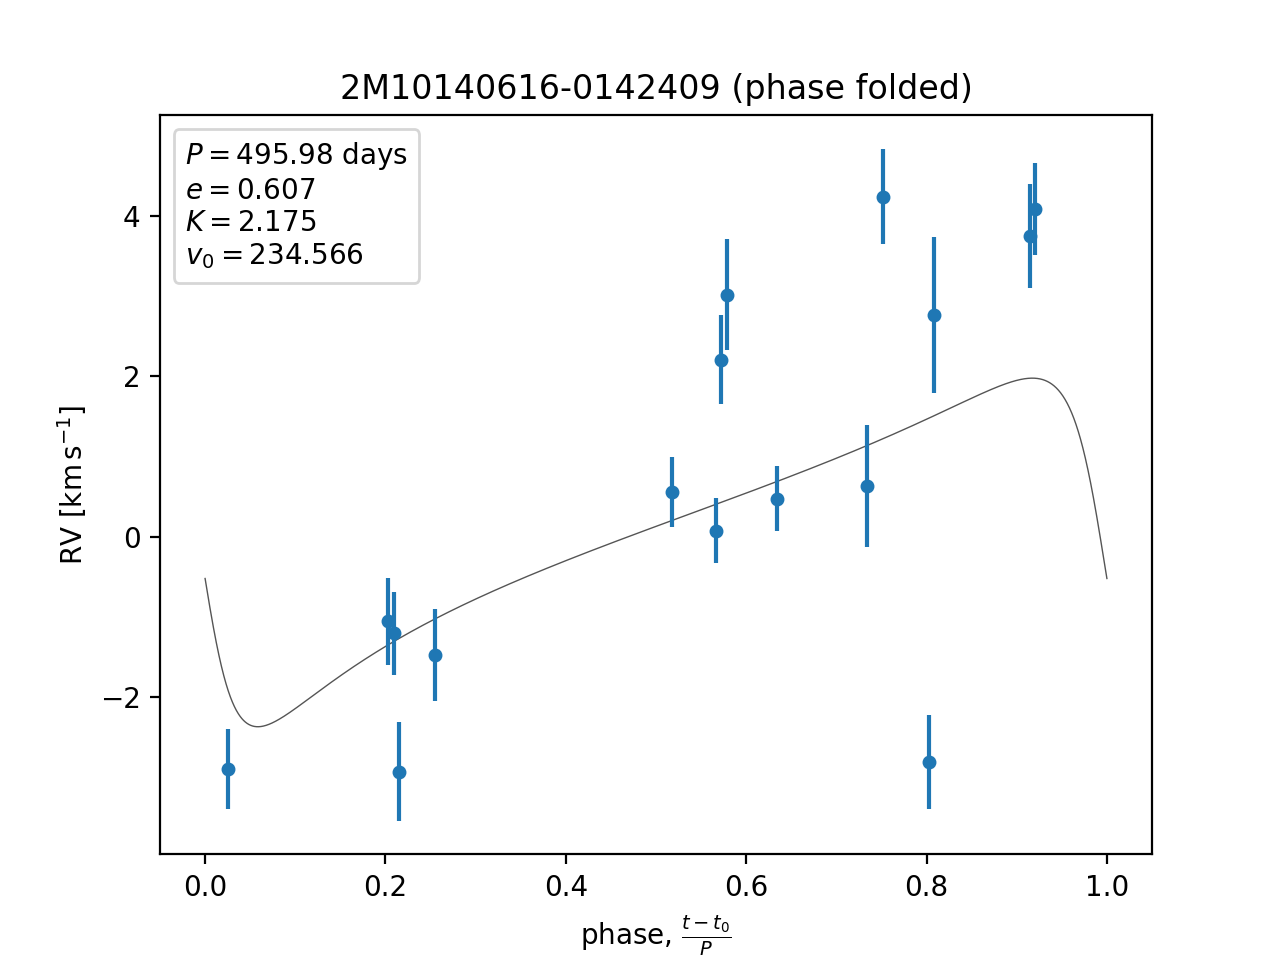 2M10140616-0142409 (phase folded)
P = 495.98 days
e = 0.607
K = 2.175
v₀ = 234.566
4
2
0
−2
RV [km s⁻¹]
0.0 0.2 0.4 0.6 0.8 1.0
phase, (t − t₀)/P